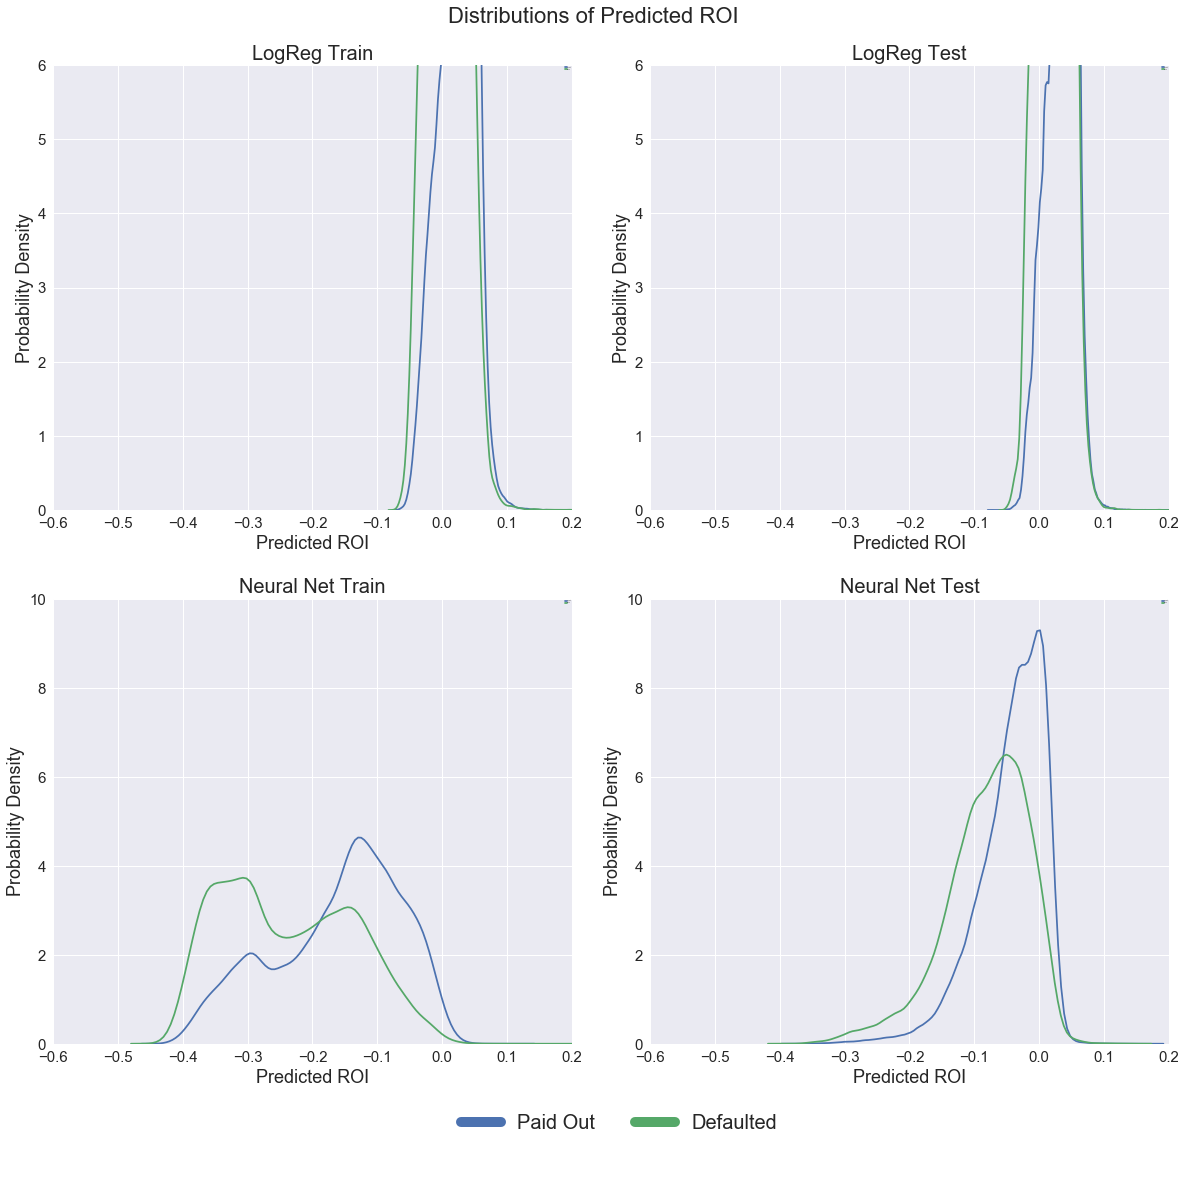 Distributions of Predicted ROI
LogReg Train
LogReg Test
6
5
4
3
2
1
0
Probability Density
−0.6 −0.5 −0.4 −0.3 −0.2 −0.1 0.0 0.1 0.2
Predicted ROI
6
5
4
3
2
1
0
Probability Density
−0.6 −0.5 −0.4 −0.3 −0.2 −0.1 0.0 0.1 0.2
Predicted ROI
Neural Net Train
Neural Net Test
10
8
6
4
2
0
Probability Density
−0.6 −0.5 −0.4 −0.3 −0.2 −0.1 0.0 0.1 0.2
Predicted ROI
10
8
6
4
2
0
Probability Density
−0.6 −0.5 −0.4 −0.3 −0.2 −0.1 0.0 0.1 0.2
Predicted ROI
Paid Out Defaulted